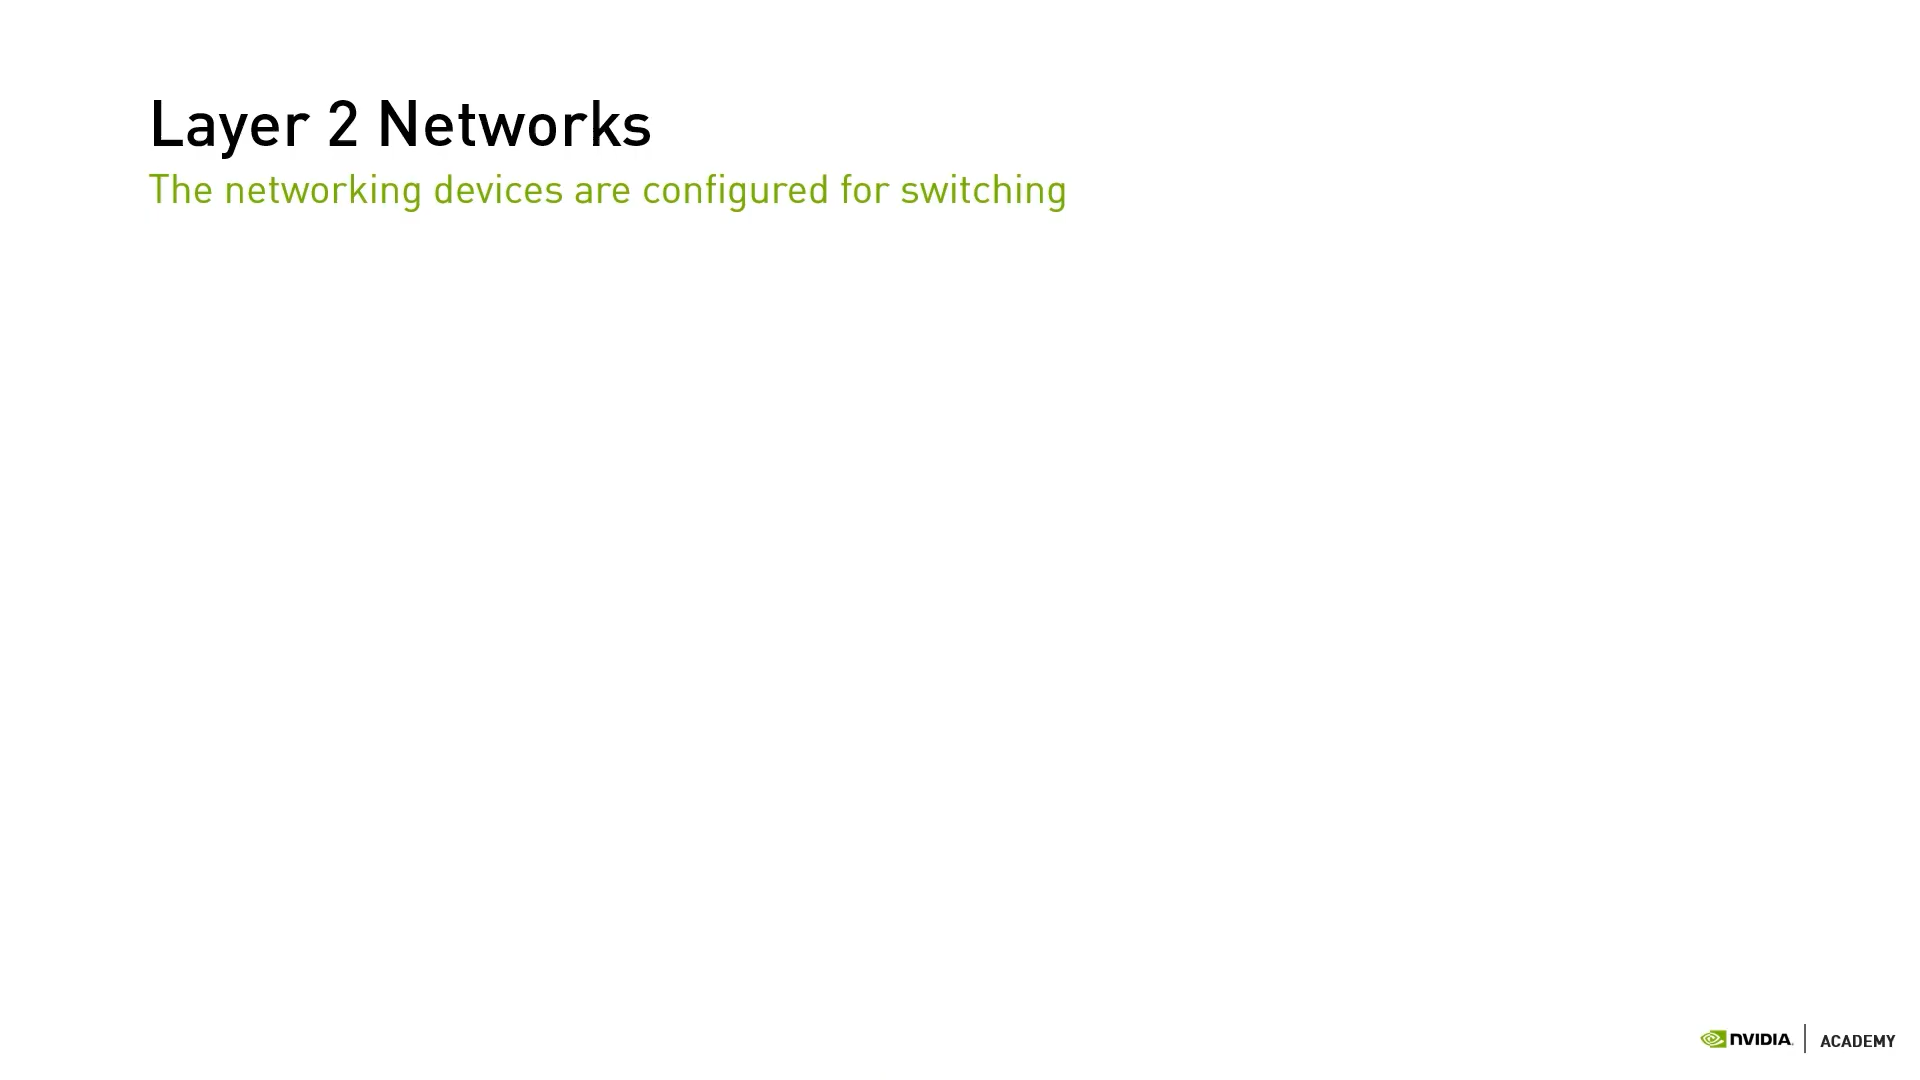 Layer 2 Networks
The networking devices are configured for switching
NVIDIA. ACADEMY